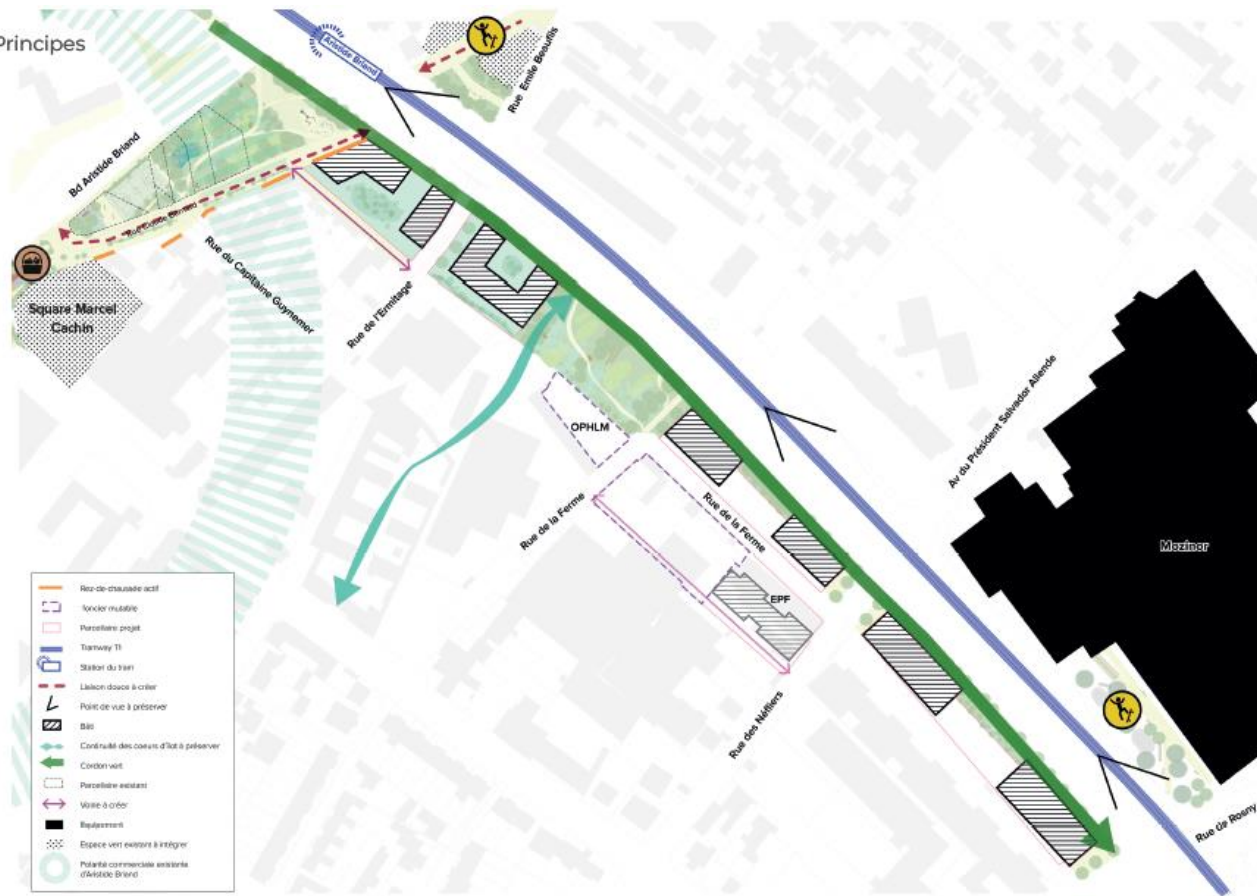 Principes
Aristide Briand
Rue Emile Beaufils
Bd Aristide Briand
Rue du Capitaine Guynemer
Square Marcel
Cachin
Rue de l'Ermitage
Av du Président Salvador Allende
OPHLM
Rue de la Ferme
Rue de la Ferme
Mozinor
EPF
Rue des Néfliers
Rue de Rosny
Rez-de-chaussée actif
Foncier mutable
Parcellaire projet
Tramway T1
Station du tram
Liaison douce à créer
Point de vue à préserver
Bâti
Continuité des coeurs d'îlot à préserver
Cordon vert
Parcellaire existant
Voirie à créer
Equipement
Espace vert existant à intégrer
Polarité commerciale existante
d'Aristide Briand